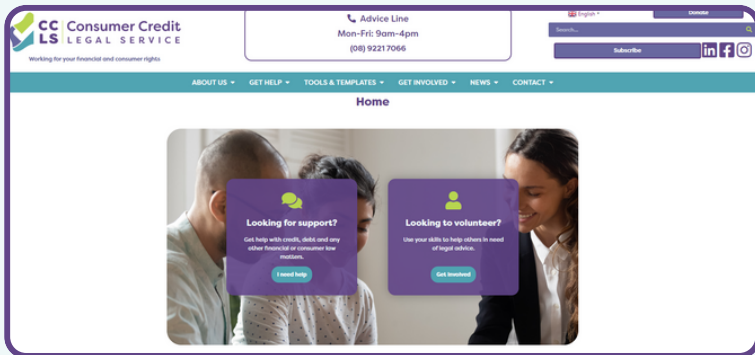 CC Consumer Credit
LS LEGAL SERVICE
Working for your financial and consumer rights
Advice Line
Mon-Fri: 9am-4pm
(08) 9221 7066
English
Donate
Search...
Subscribe
ABOUT US GET HELP TOOLS & TEMPLATES GET INVOLVED NEWS CONTACT
Home
Looking for support?
Get help with credit, debt and any
other financial or consumer law
matters.
I need help
Looking to volunteer?
Use your skills to help others in need
of legal advice.
Get Involved